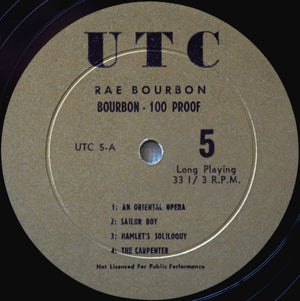 UTC
RAE BOURBON
BOURBON - 100 PROOF
UTC 5-A
5
Long Playing
33 1/3 R.P.M.
1: AN ORIENTAL OPERA
2: SAILOR BOY
3: HAMLET'S SOLILOQUY
4: THE CARPENTER
Not Licensed For Public Performance